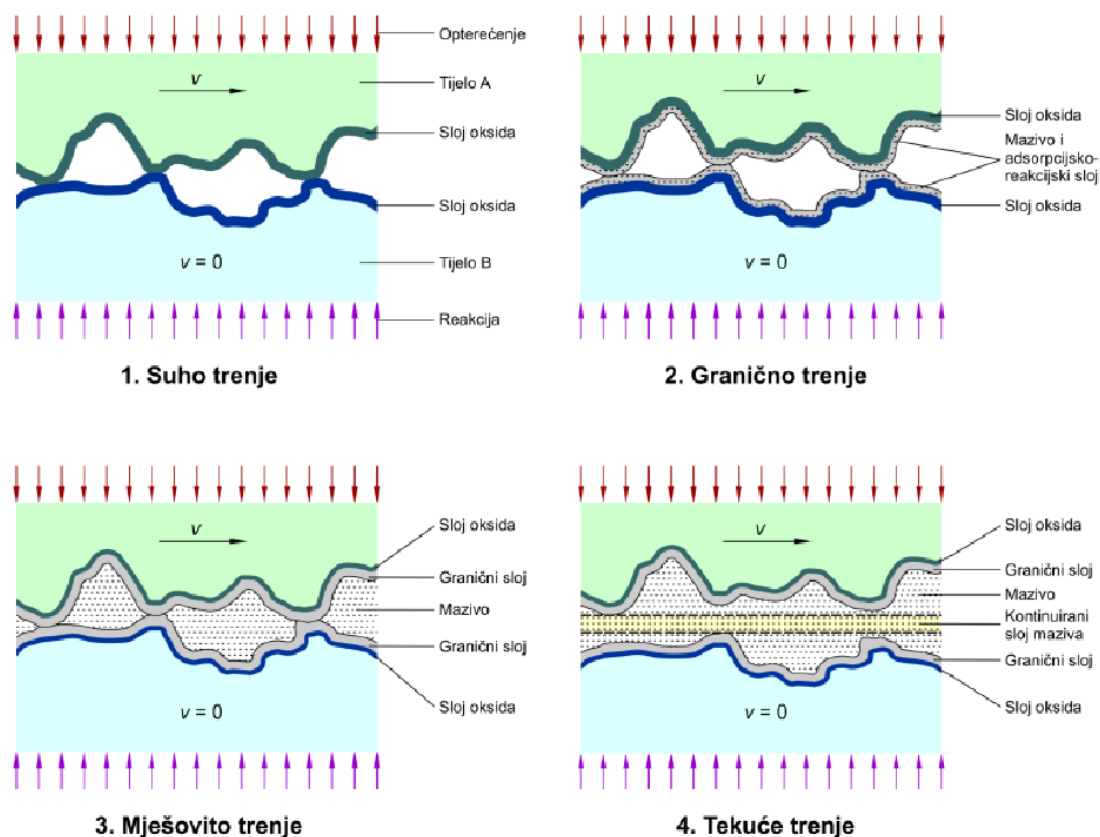 Opterećenje
v
Tijelo A
Sloj oksida
Sloj oksida
v = 0
Tijelo B
Reakcija
1. Suho trenje
v
Sloj oksida
Mazivo i
adsorpcijsko-
reakcijski sloj
Sloj oksida
v = 0
2. Granično trenje
v
Sloj oksida
Granični sloj
Mazivo
Granični sloj
Sloj oksida
v = 0
3. Mješovito trenje
v
Sloj oksida
Granični sloj
Mazivo
Kontinuirani
sloj maziva
Granični sloj
Sloj oksida
v = 0
4. Tekuće trenje